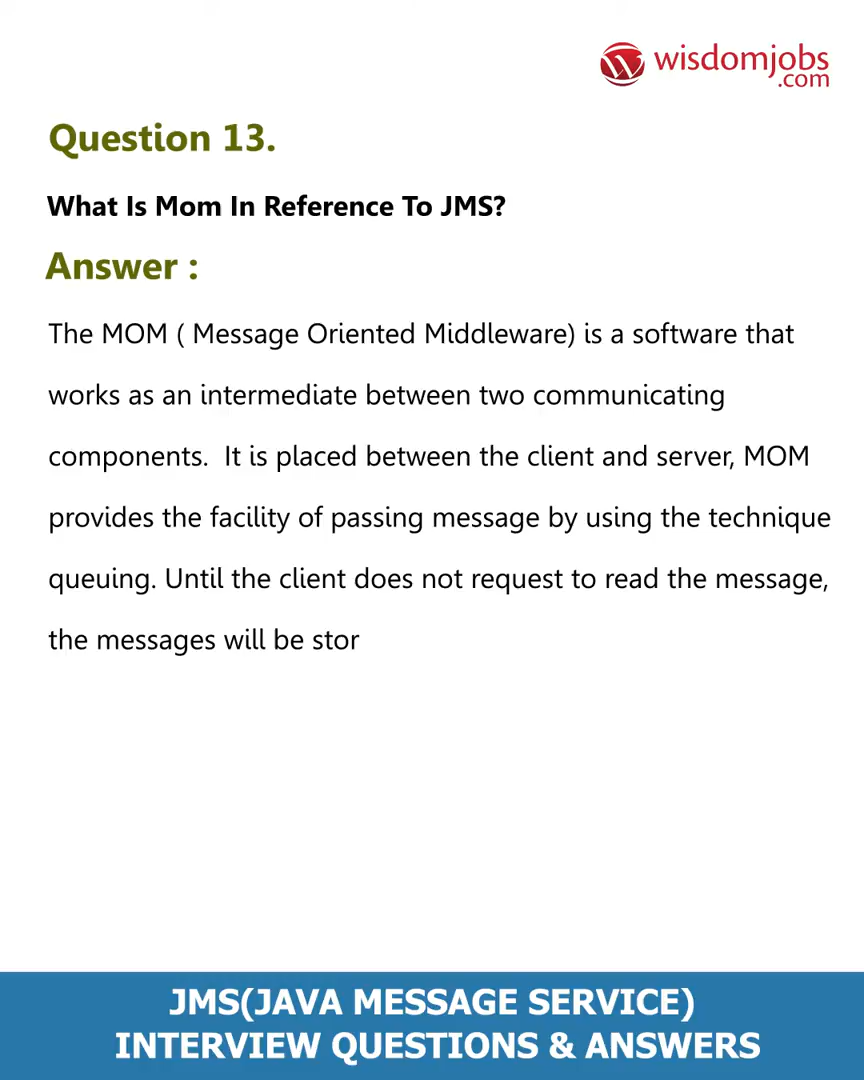 wisdomjobs
.com
Question 13.
What Is Mom In Reference To JMS?
Answer :
The MOM ( Message Oriented Middleware) is a software that
works as an intermediate between two communicating
components.  It is placed between the client and server, MOM
provides the facility of passing message by using the technique
queuing. Until the client does not request to read the message,
the messages will be stor
JMS(JAVA MESSAGE SERVICE)
INTERVIEW QUESTIONS & ANSWERS